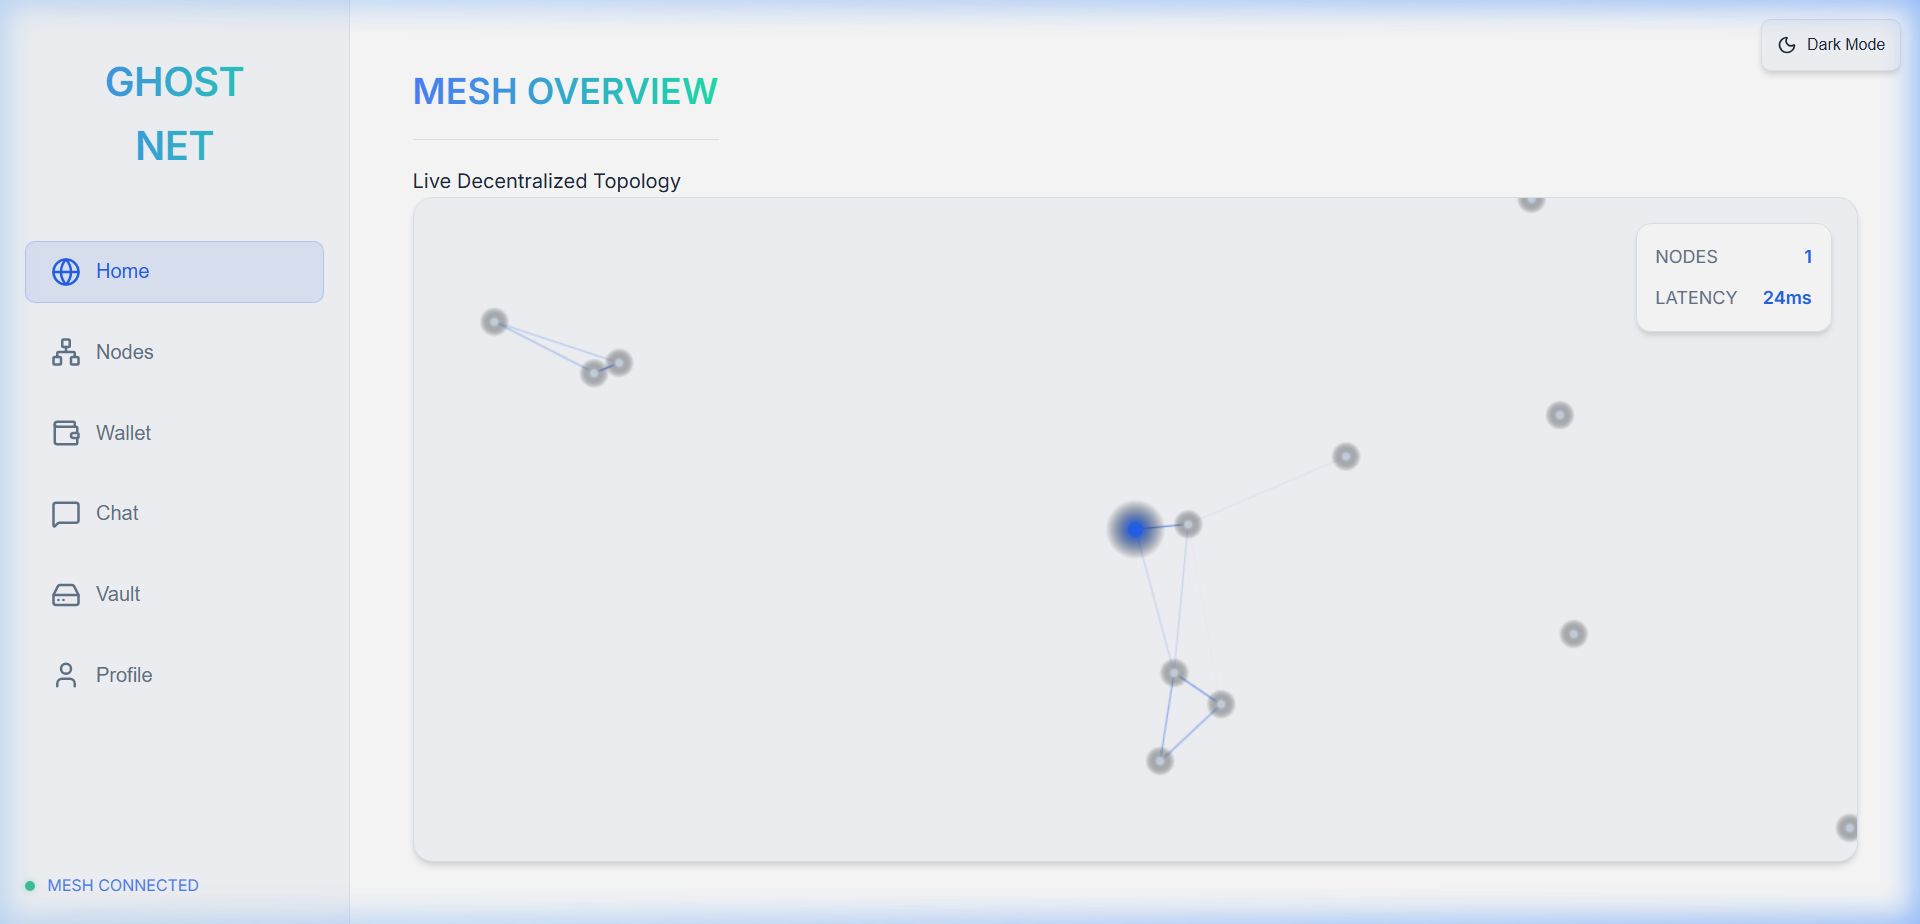 GHOST
NET
Home
Nodes
Wallet
Chat
Vault
Profile
MESH CONNECTED
Dark Mode
MESH OVERVIEW
Live Decentralized Topology
NODES 1
LATENCY 24ms